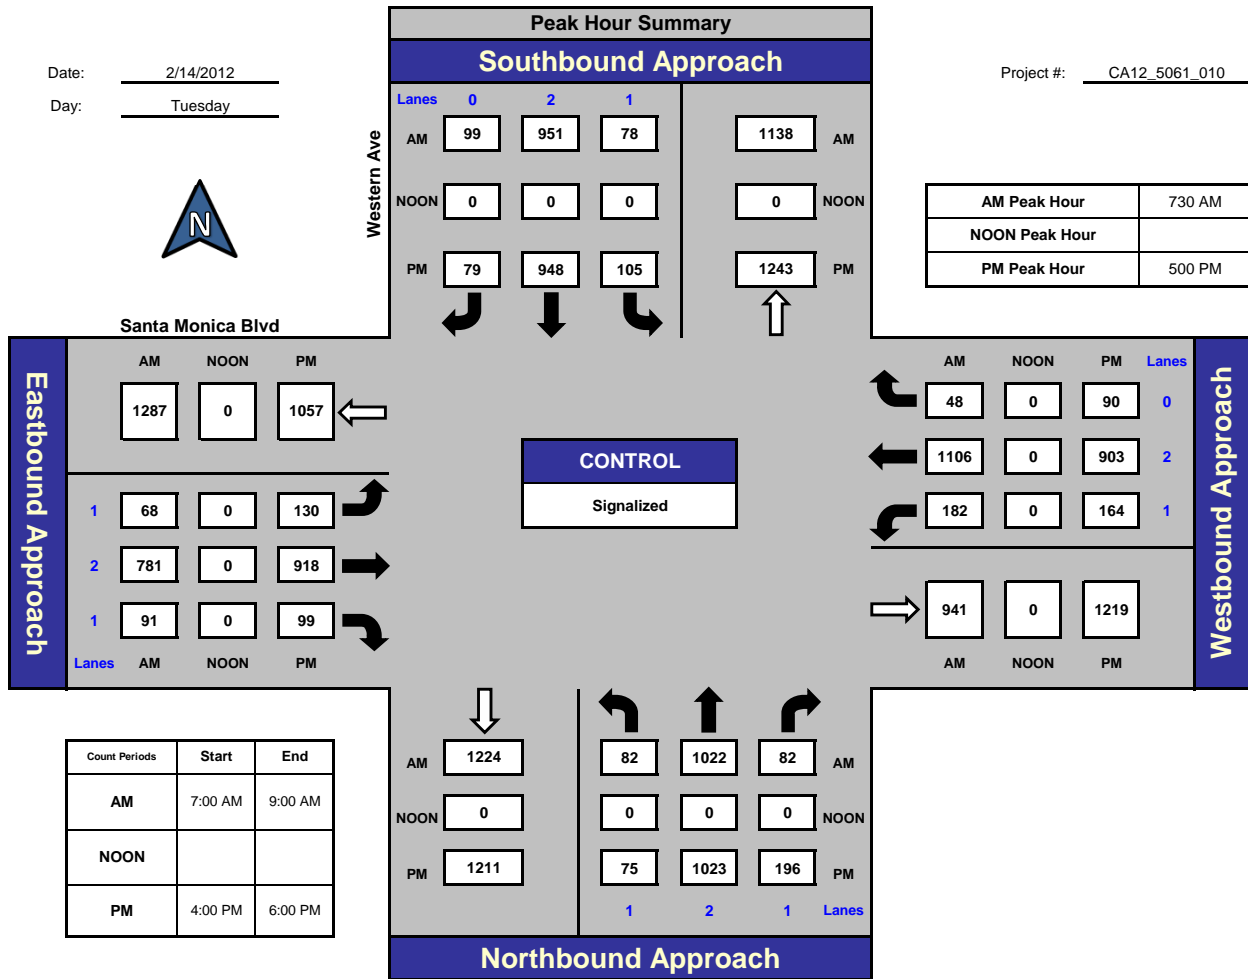 Peak Hour Summary
Southbound Approach
Date: 2/14/2012
Project #: CA12_5061_010
Day: Tuesday
Lanes 0 2 1
AM 99 951 78 1138 AM
Western Ave
NOON 0 0 0 0 NOON
N
AM Peak Hour 730 AM
NOON Peak Hour
PM Peak Hour 500 PM
PM 79 948 105 1243 PM
Santa Monica Blvd
Eastbound Approach
AM NOON PM
1287 0 1057
1 68 0 130
2 781 0 918
1 91 0 99
Lanes AM NOON PM
CONTROL
Signalized
AM NOON PM Lanes
48 0 90 0
1106 0 903 2
182 0 164 1
941 0 1219
AM NOON PM
Westbound Approach
Count Periods Start End
AM 7:00 AM 9:00 AM
NOON
PM 4:00 PM 6:00 PM
AM 1224 82 1022 82 AM
NOON 0 0 0 0 NOON
PM 1211 75 1023 196 PM
1 2 1 Lanes
Northbound Approach